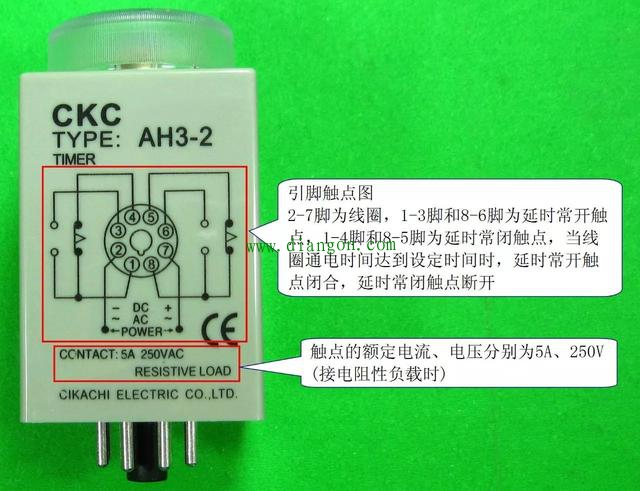 CKC
TYPE: AH3-2
TIMER
4 5
3 6
2 7
1 8
− DC +
~ AC ~
POWER
CE
CONTACT: 5A 250VAC
RESISTIVE LOAD
CIKACHI ELECTRIC CO.,LTD.
引脚触点图
2-7脚为线圈，1-3脚和8-6脚为延时常开触
点，1-4脚和8-5脚为延时常闭触点，当线
圈通电时间达到设定时间时，延时常开触
点闭合，延时常闭触点断开
www.diangon.com
触点的额定电流、电压分别为5A、250V
(接电阻性负载时)